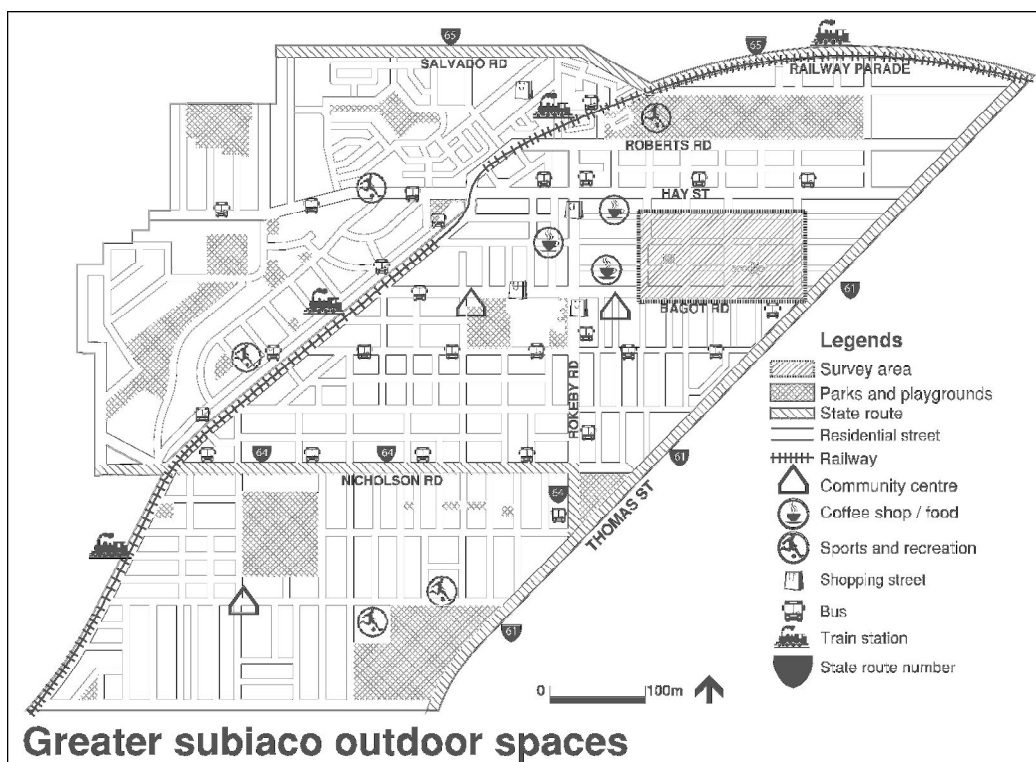 65
SALVADO RD
65
RAILWAY PARADE
ROBERTS RD
HAY ST
BAGOT RD
61
ROKEBY RD
64
64
NICHOLSON RD
61
64
THOMAS ST
61
Legends
Survey area
Parks and playgrounds
State route
Residential street
Railway
Community centre
Coffee shop / food
Sports and recreation
Shopping street
Bus
Train station
State route number
0 100m
Greater subiaco outdoor spaces